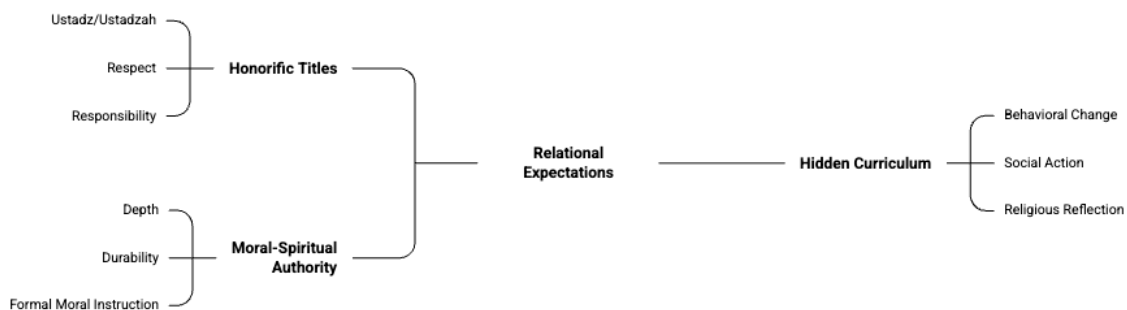 Ustadz/Ustadzah
Respect
Responsibility
Honorific Titles
Depth
Durability
Formal Moral Instruction
Moral-Spiritual
Authority
Relational
Expectations
Hidden Curriculum
Behavioral Change
Social Action
Religious Reflection